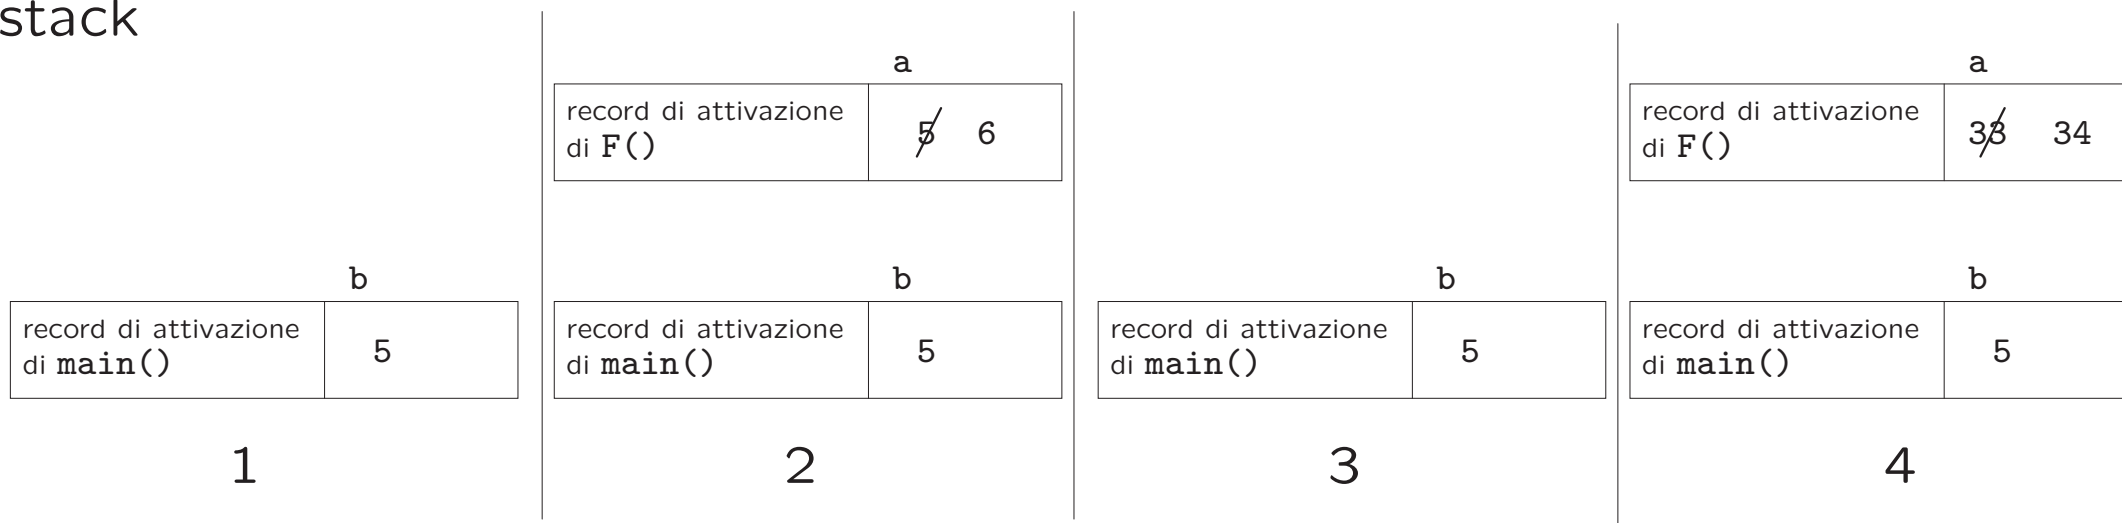 stack
b
record di attivazione
di main()
5
1
a
record di attivazione
di F()
5 6
b
record di attivazione
di main()
5
2
b
record di attivazione
di main()
5
3
a
record di attivazione
di F()
33 34
b
record di attivazione
di main()
5
4